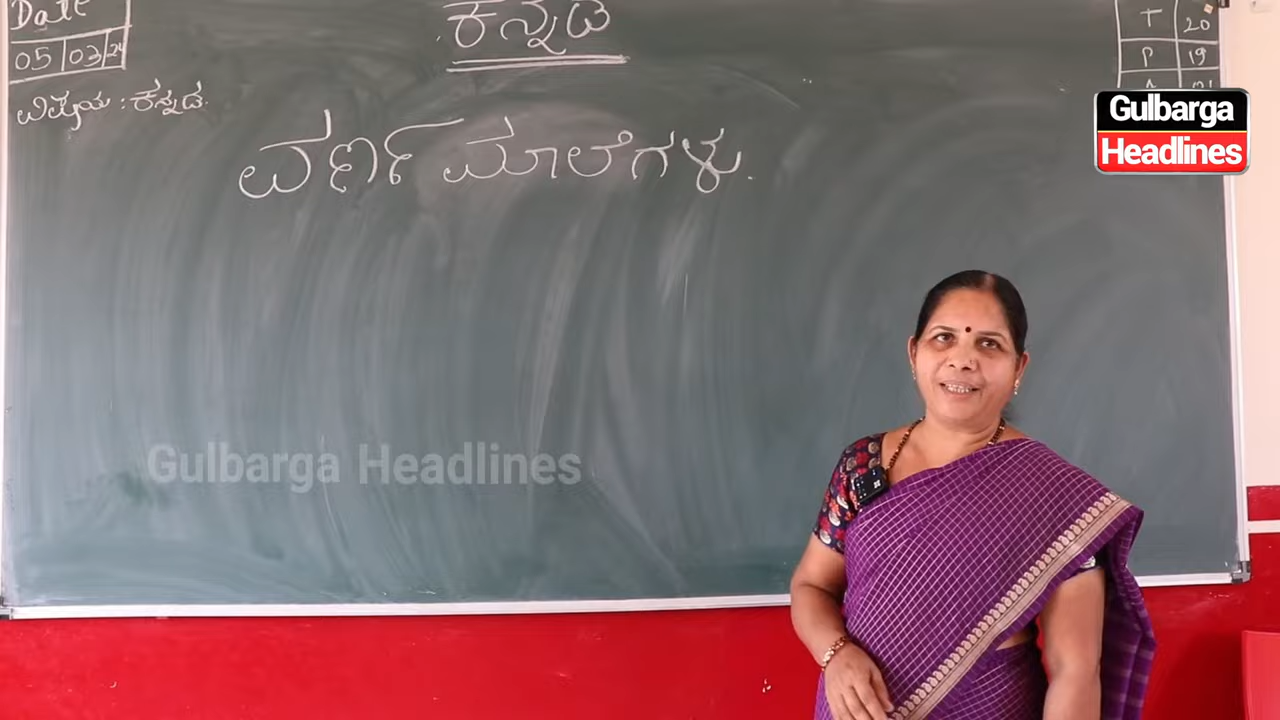 Date
05 03 24
ವಿಷಯ : ಕನ್ನಡ.
ಕನ್ನಡ
ವರ್ಣಮಾಲೆಗಳು.
T 20
P 19
Gulbarga
Headlines
Gulbarga Headlines